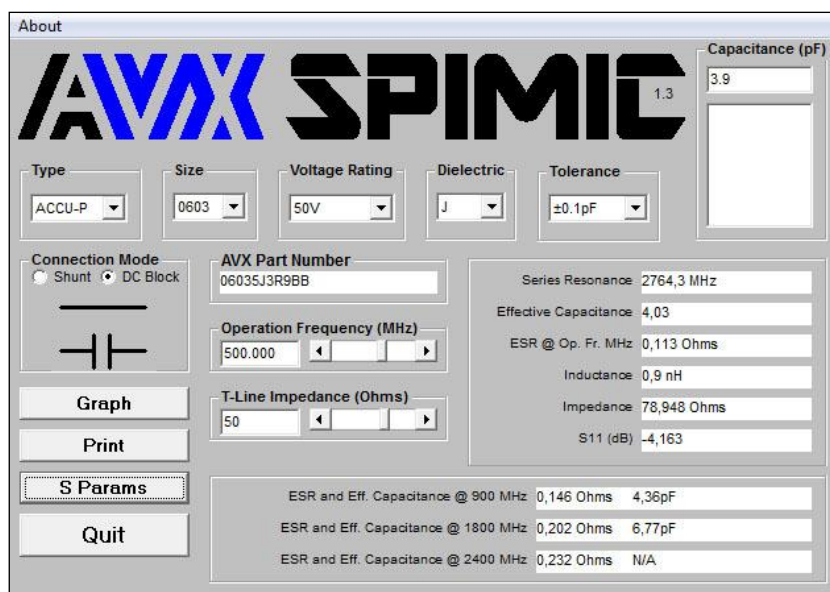 About
AVX SPIMIC 1.3
Capacitance (pF)
3.9
Type
ACCU-P
Size
0603
Voltage Rating
50V
Dielectric
J
Tolerance
±0.1pF
Connection Mode
Shunt DC Block
AVX Part Number
06035J3R9BB
Operation Frequency (MHz)
500.000
T-Line Impedance (Ohms)
50
Series Resonance 2764,3 MHz
Effective Capacitance 4,03
ESR @ Op. Fr. MHz 0,113 Ohms
Inductance 0,9 nH
Impedance 78,948 Ohms
S11 (dB) -4,163
Graph
Print
S Params
Quit
ESR and Eff. Capacitance @ 900 MHz 0,146 Ohms 4,36pF
ESR and Eff. Capacitance @ 1800 MHz 0,202 Ohms 6,77pF
ESR and Eff. Capacitance @ 2400 MHz 0,232 Ohms N/A